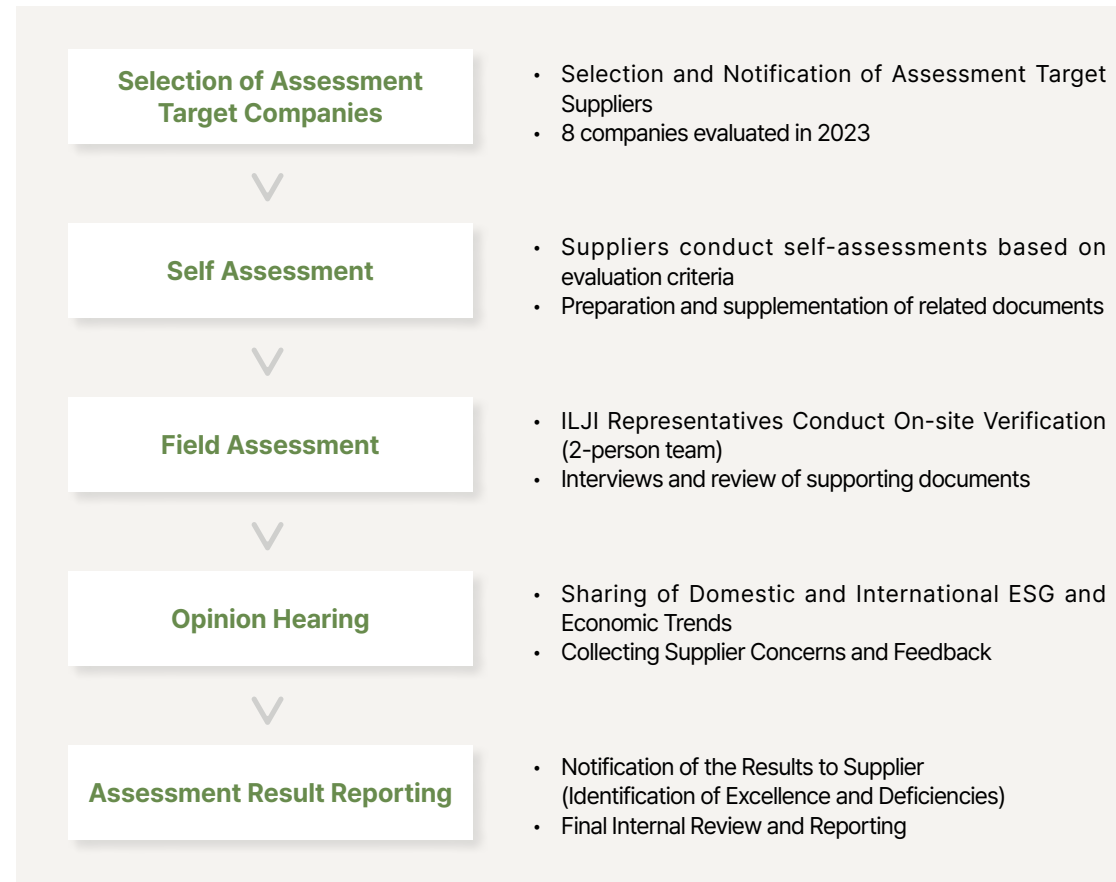 Selection of Assessment
Target Companies
• Selection and Notification of Assessment Target
Suppliers
• 8 companies evaluated in 2023
Self Assessment
• Suppliers conduct self-assessments based on
evaluation criteria
• Preparation and supplementation of related documents
Field Assessment
• ILJI Representatives Conduct On-site Verification
(2-person team)
• Interviews and review of supporting documents
Opinion Hearing
• Sharing of Domestic and International ESG and
Economic Trends
• Collecting Supplier Concerns and Feedback
Assessment Result Reporting
• Notification of the Results to Supplier
(Identification of Excellence and Deficiencies)
• Final Internal Review and Reporting